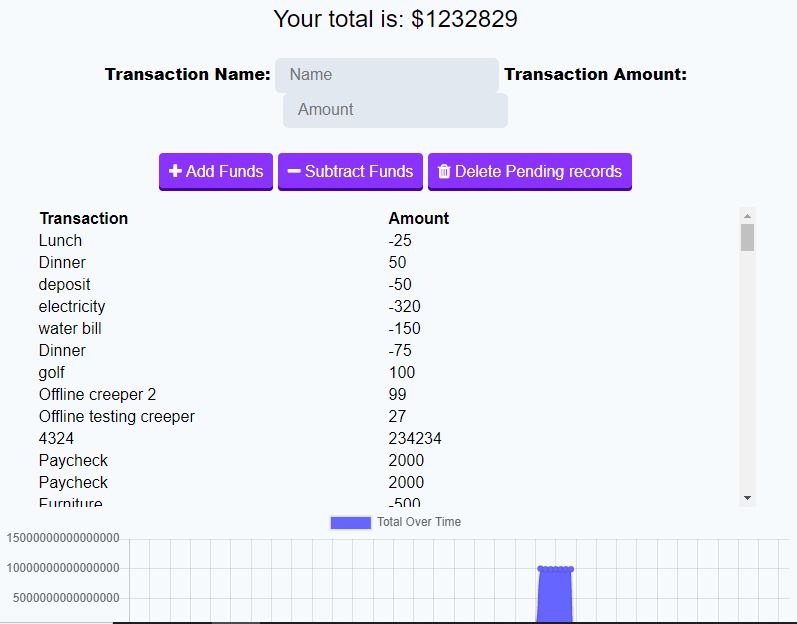 Your total is: $1232829
Transaction Name: Name Transaction Amount:
Amount
Add Funds Subtract Funds Delete Pending records
Transaction Amount
Lunch -25
Dinner 50
deposit -50
electricity -320
water bill -150
Dinner -75
golf 100
Offline creeper 2 99
Offline testing creeper 27
4324 234234
Paycheck 2000
Paycheck 2000
Furniture -500
Total Over Time
15000000000000000
10000000000000000
5000000000000000